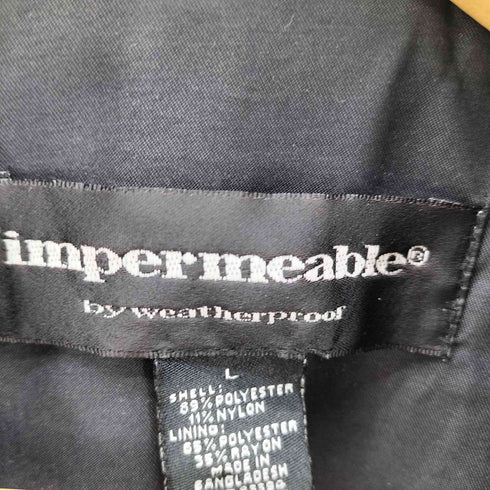 impermeable®
by weatherproof
L
SHELL:
89% POLYESTER
11% NYLON
LINING:
65% POLYESTER
35% RAYON
MADE IN
BANGLADESH